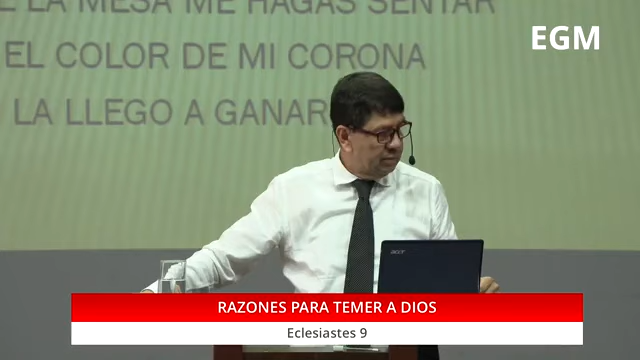 E LA MESA ME HAGAS SENTAR
EGM
EL COLOR DE MI CORONA
LA LLEGO A GANAR
acer
RAZONES PARA TEMER A DIOS
Eclesiastes 9